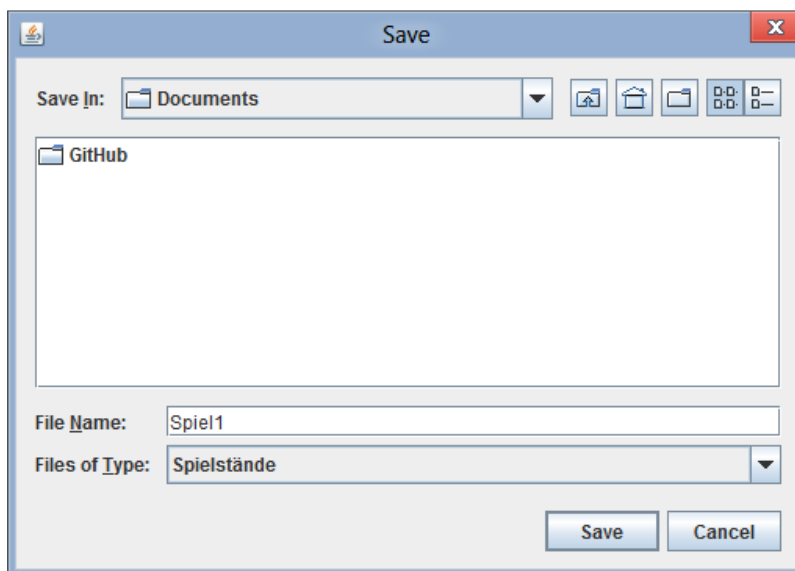 Save
Save In: Documents
GitHub
File Name: Spiel1
Files of Type: Spielstände
Save Cancel